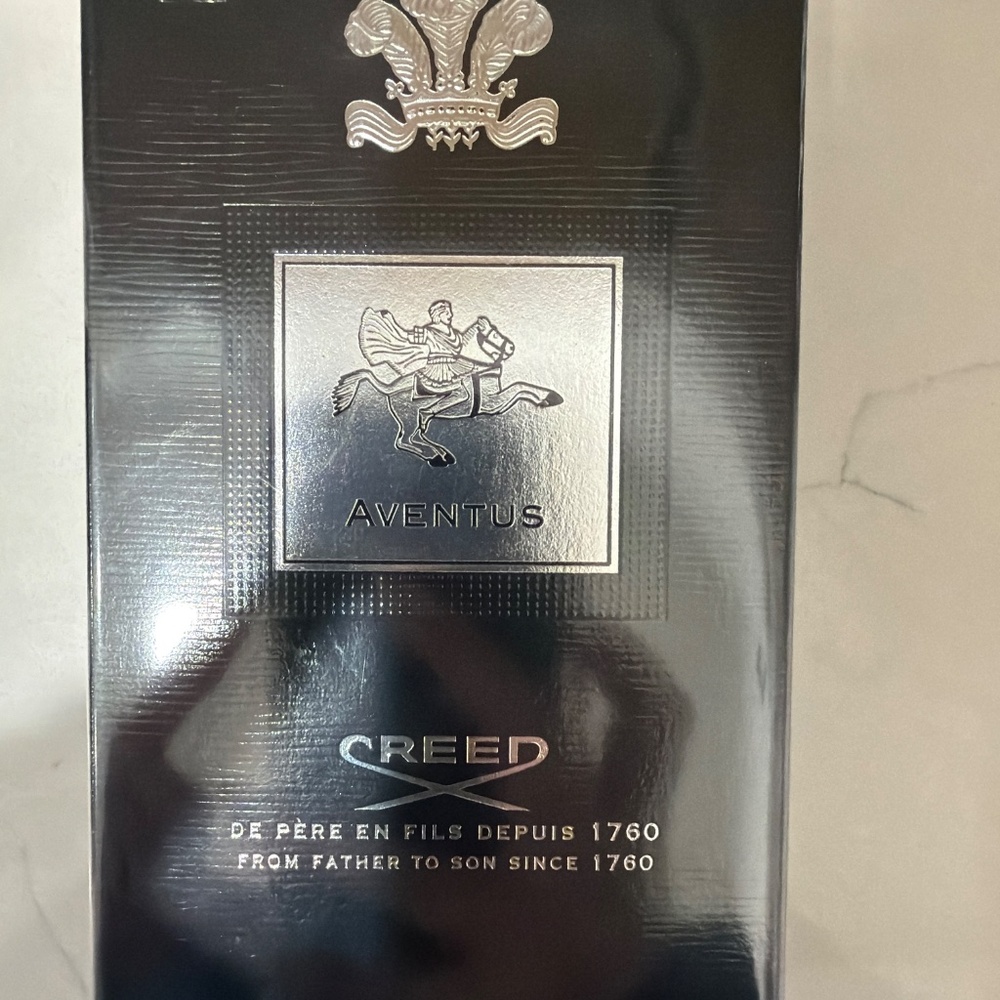 AVENTUS
CREED
DE PÈRE EN FILS DEPUIS 1760
FROM FATHER TO SON SINCE 1760